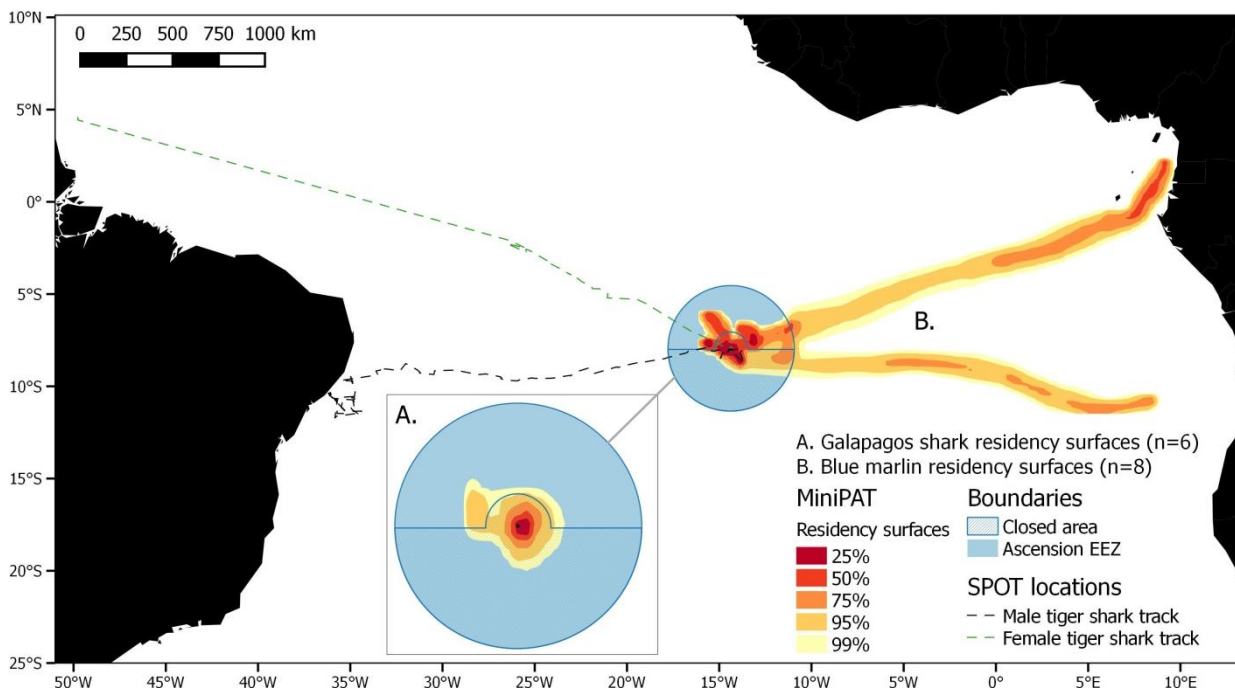 10°N
5°N
0°
5°S
10°S
15°S
20°S
25°S
0 250 500 750 1000 km
B.
A.
A. Galapagos shark residency surfaces (n=6)
B. Blue marlin residency surfaces (n=8)
MiniPAT
Residency surfaces
25%
50%
75%
95%
99%
Boundaries
Closed area
Ascension EEZ
SPOT locations
Male tiger shark track
Female tiger shark track
50°W 45°W 40°W 35°W 30°W 25°W 20°W 15°W 10°W 5°W 0° 5°E 10°E